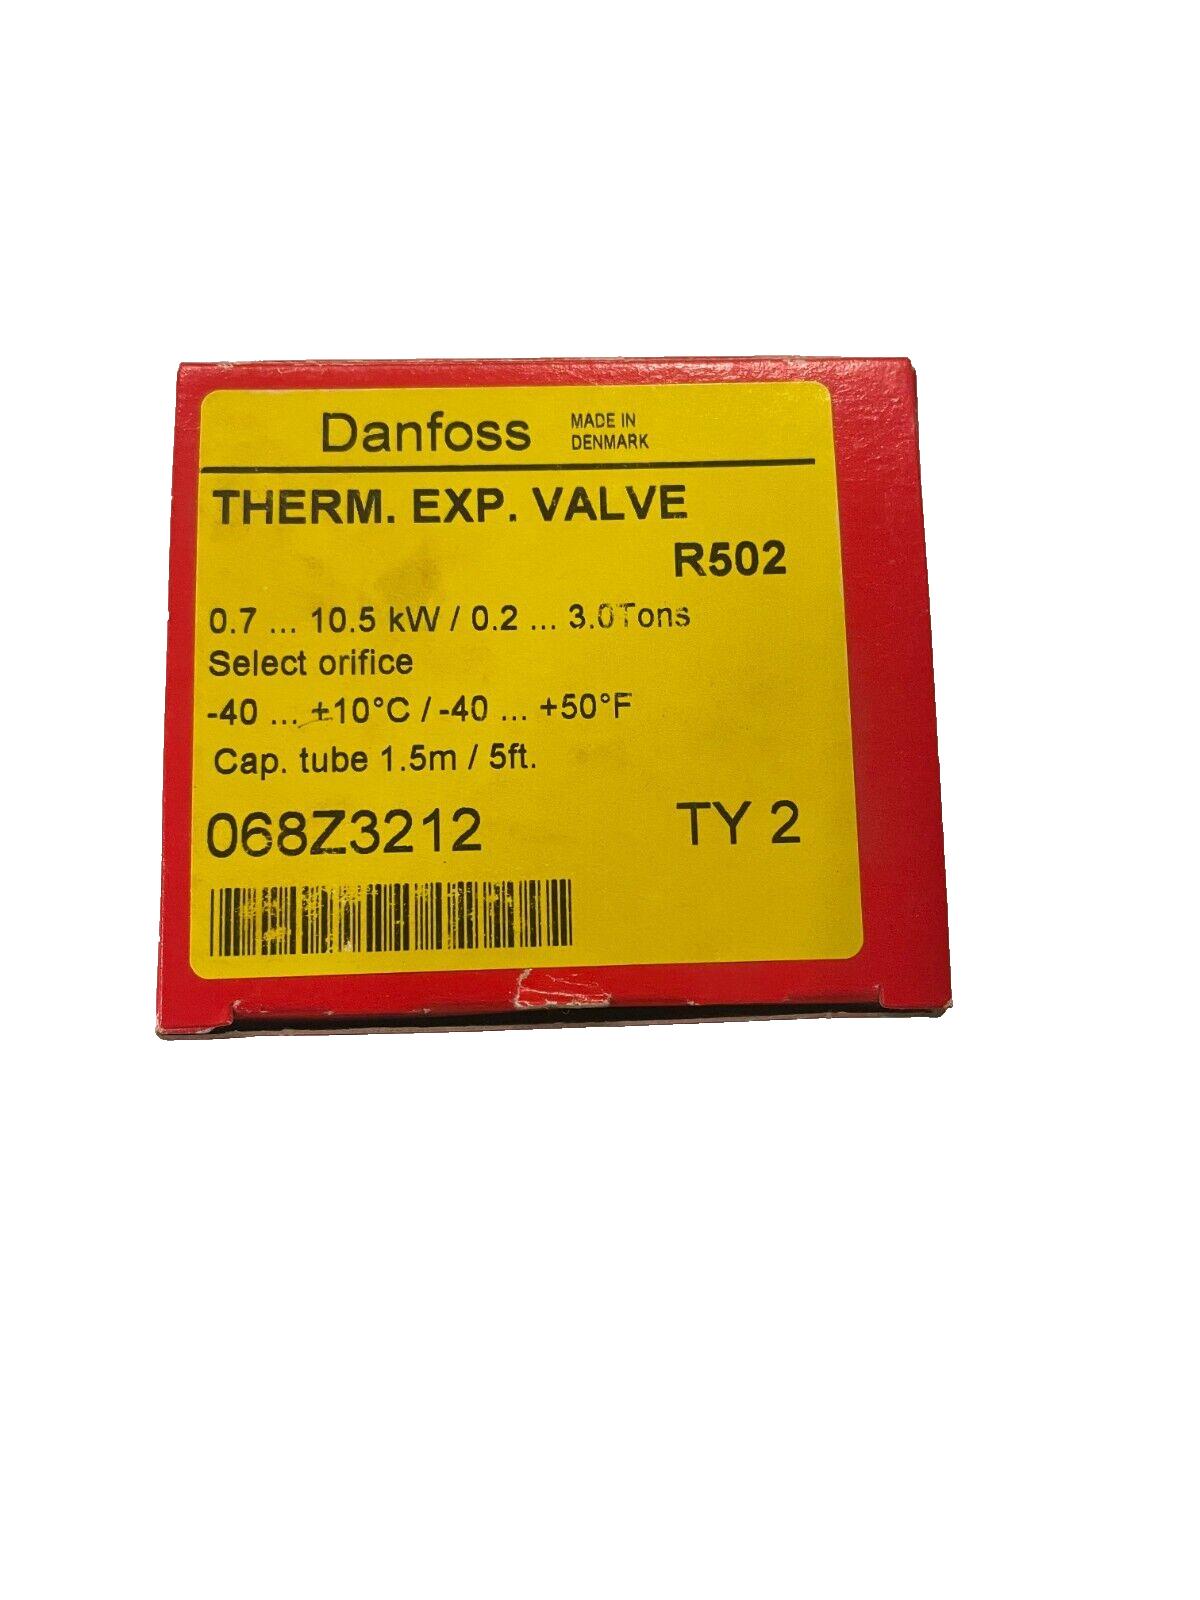 Danfoss MADE IN
DENMARK
THERM. EXP. VALVE
R502
0.7 ... 10.5 kW / 0.2 ... 3.0Tons
Select orifice
-40 ... +10°C / -40 ... +50°F
Cap. tube 1.5m / 5ft.
068Z3212 TY 2